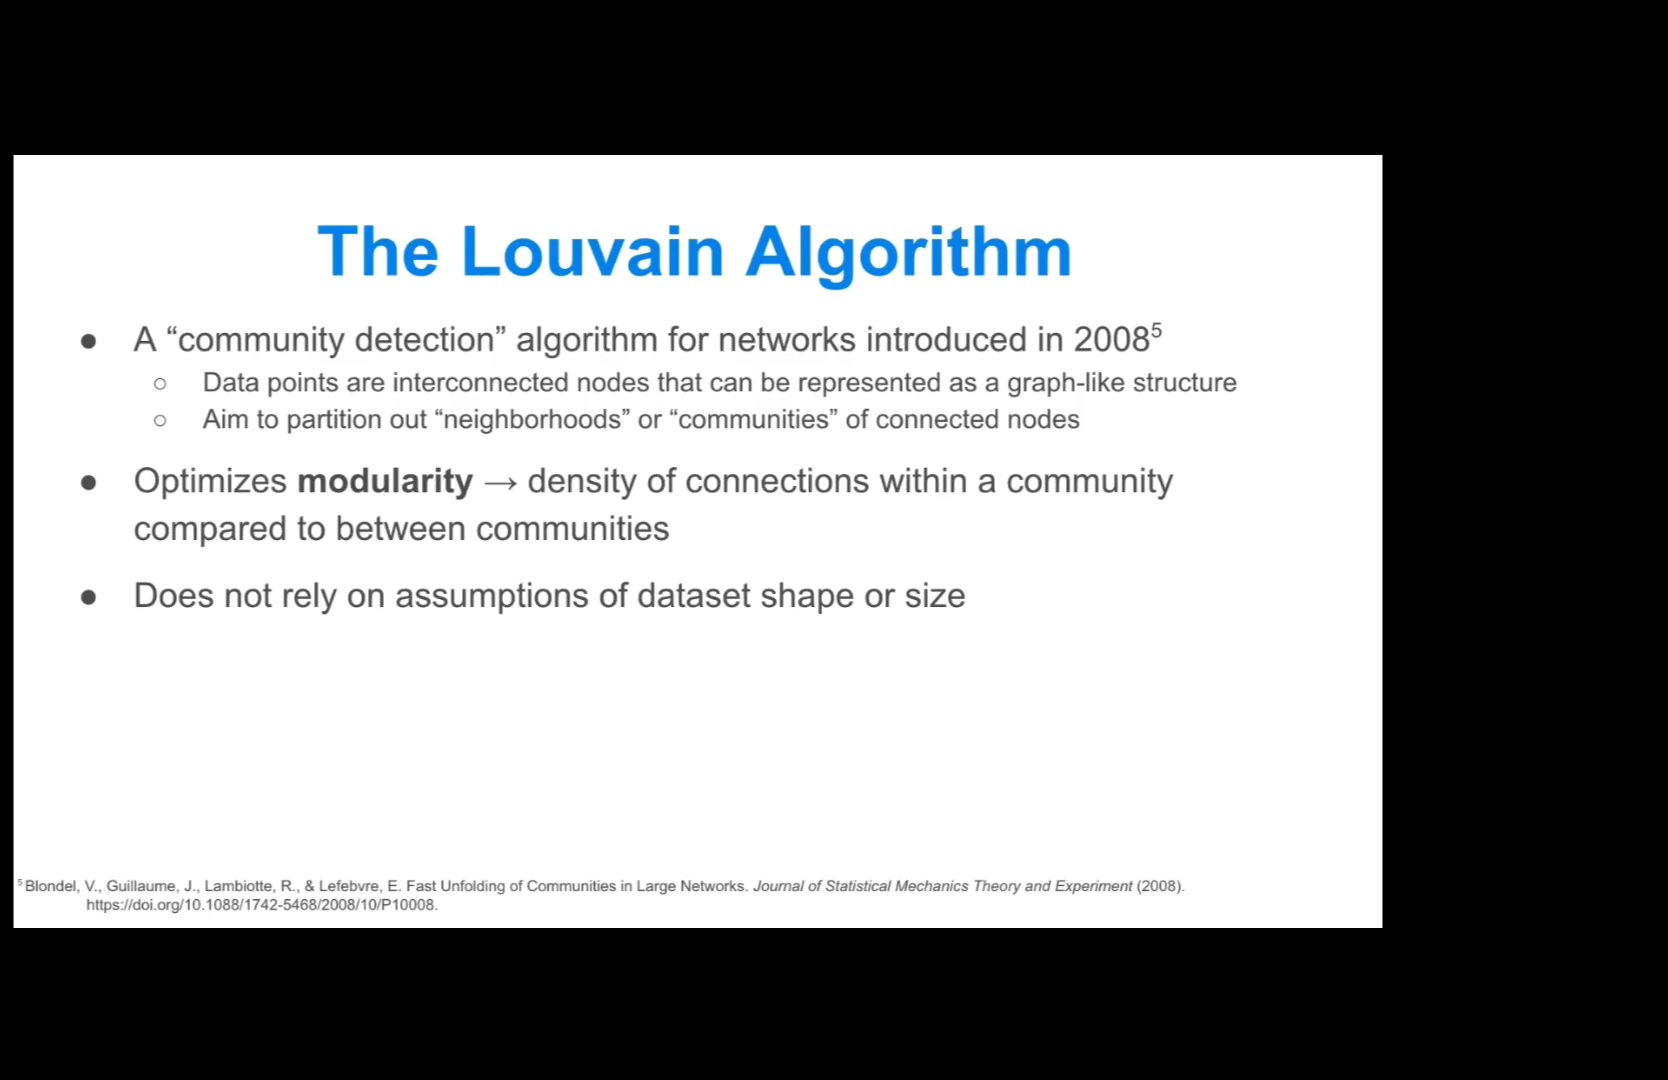 The Louvain Algorithm
● A “community detection” algorithm for networks introduced in 2008⁵
○ Data points are interconnected nodes that can be represented as a graph-like structure
○ Aim to partition out “neighborhoods” or “communities” of connected nodes
● Optimizes modularity → density of connections within a community
compared to between communities
● Does not rely on assumptions of dataset shape or size
⁵ Blondel, V., Guillaume, J., Lambiotte, R., & Lefebvre, E. Fast Unfolding of Communities in Large Networks. Journal of Statistical Mechanics Theory and Experiment (2008).
https://doi.org/10.1088/1742-5468/2008/10/P10008.